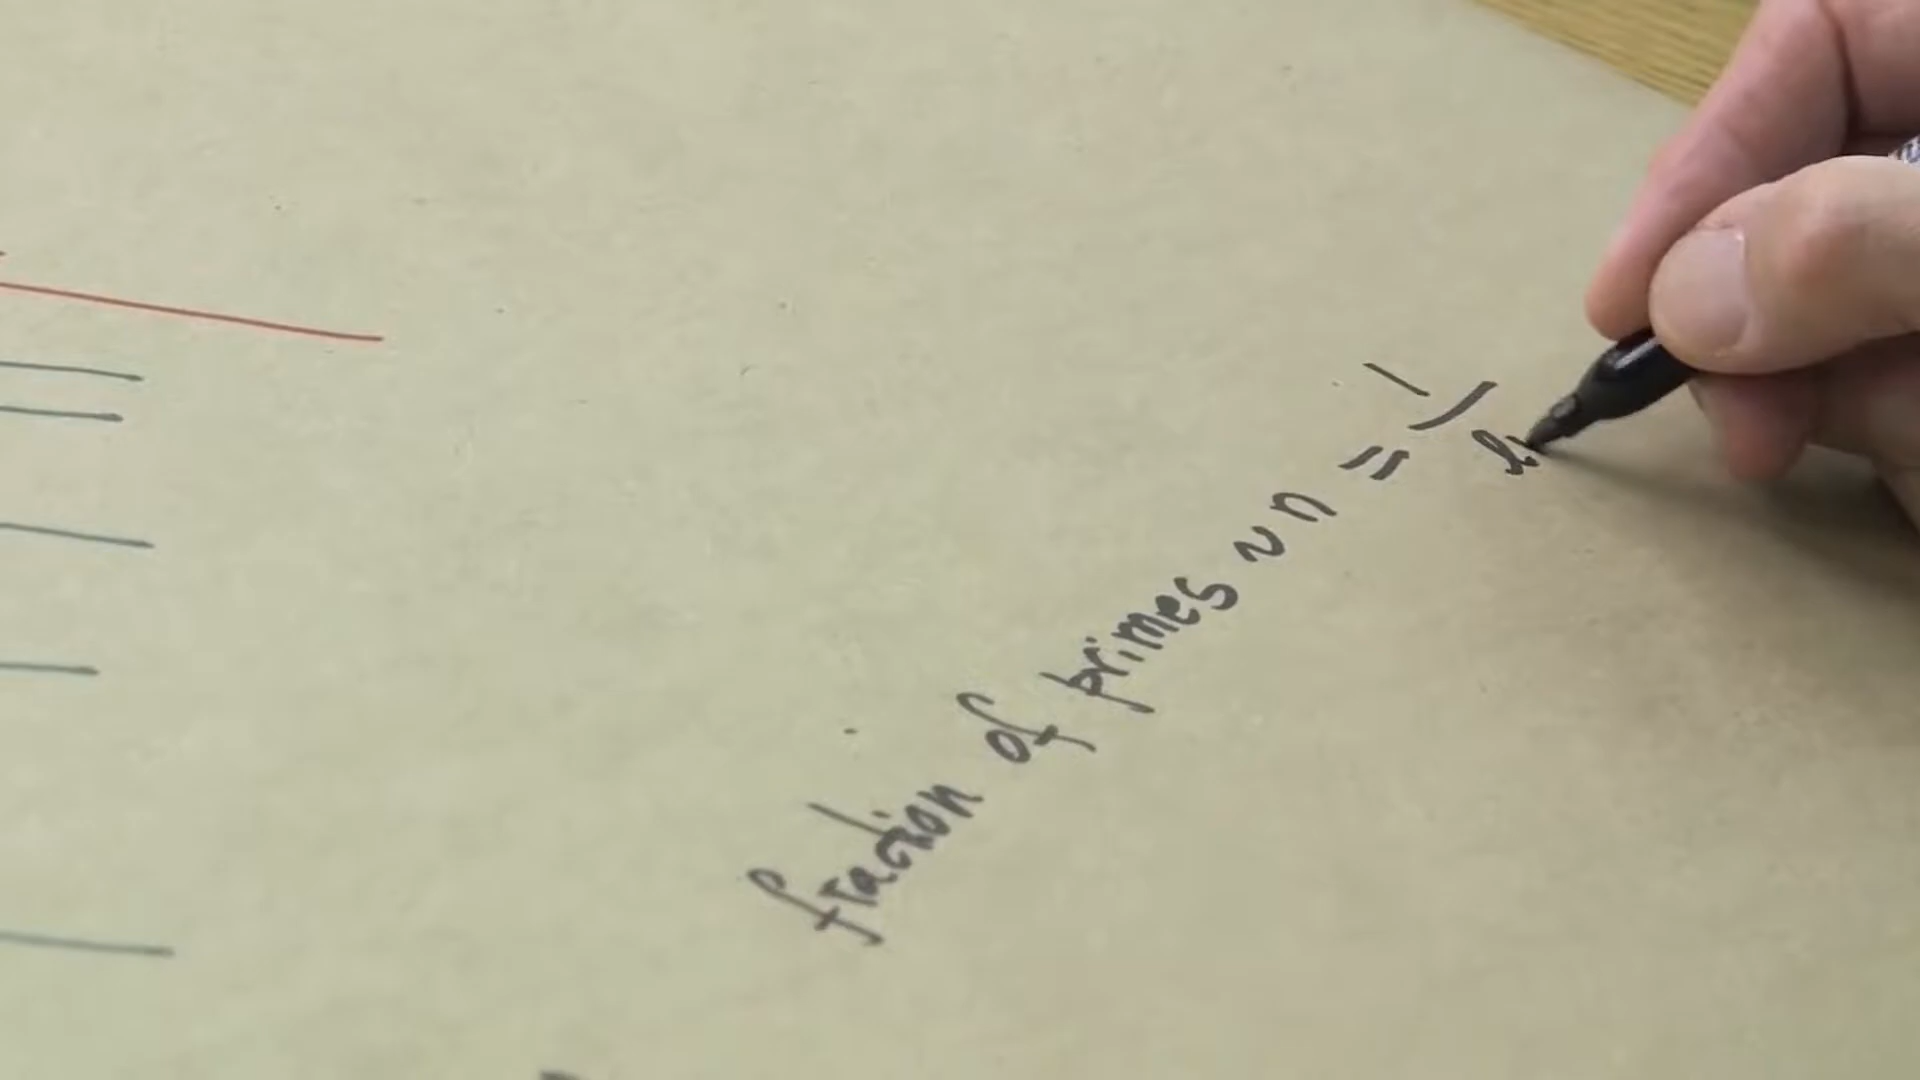 fraction of primes ~ n = 1/l